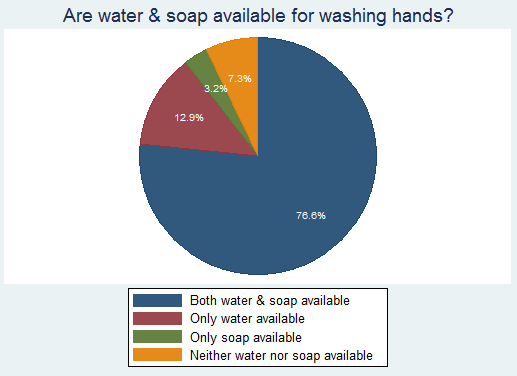 Are water & soap available for washing hands?
7.3%
3.2%
12.9%
76.6%
Both water & soap available
Only water available
Only soap available
Neither water nor soap available